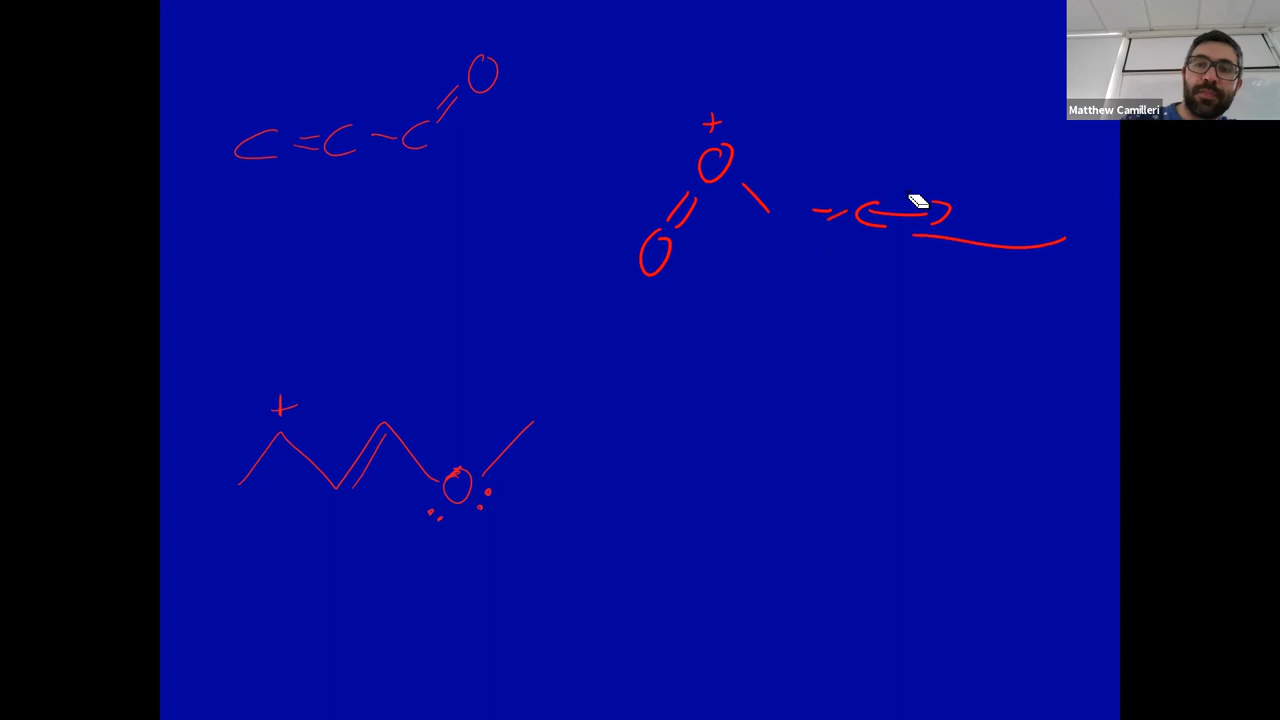 C=C-C=O
+
O
O
Matthew Camilleri
+
O